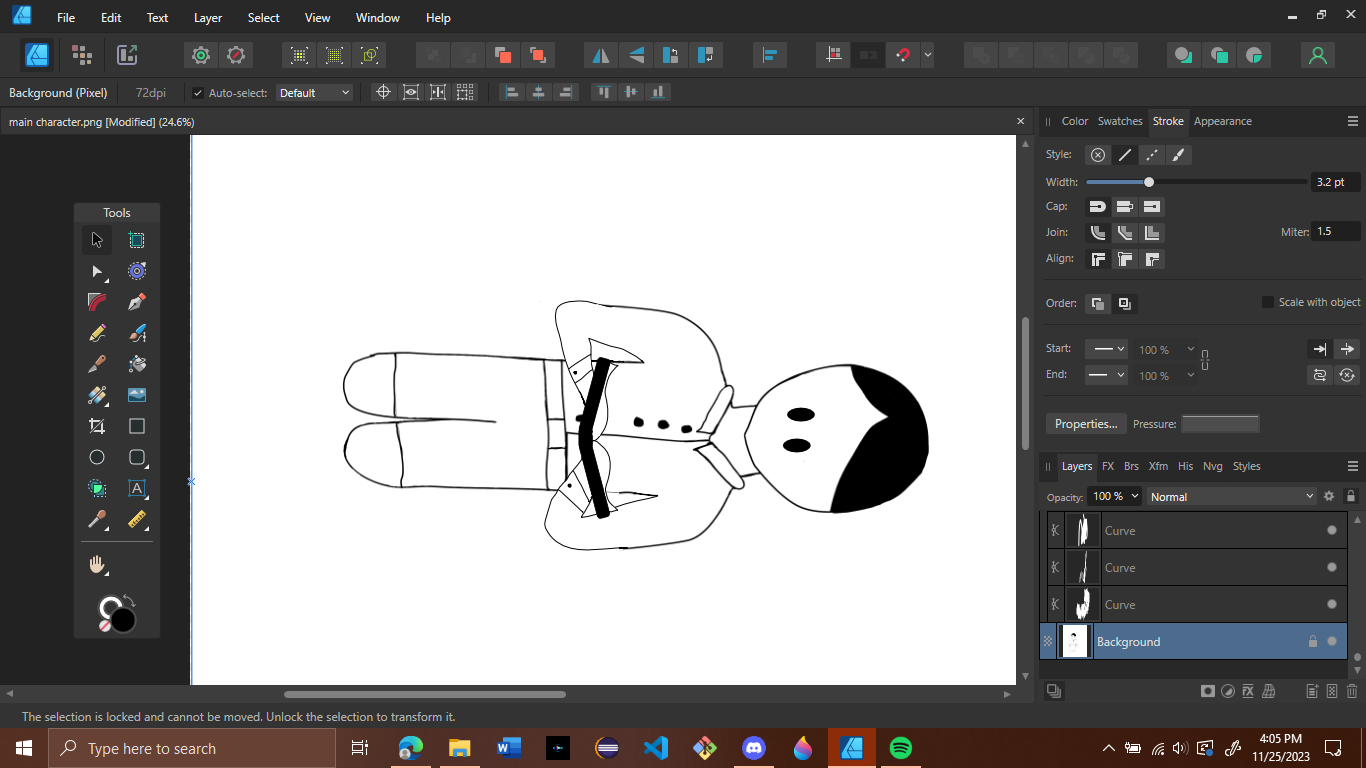 File Edit Text Layer Select View Window Help
Background (Pixel) 72dpi Auto-select: Default
main character.png [Modified] (24.6%)
Tools
A
Color Swatches Stroke Appearance
Style:
Width: 3.2 pt
Cap:
Join: Miter: 1.5
Align:
Order: Scale with object
Start: 100 %
End: 100 %
Properties... Pressure:
Layers FX Brs Xfm His Nvg Styles
Opacity: 100 % Normal
Curve
Curve
Curve
Background
The selection is locked and cannot be moved. Unlock the selection to transform it.
Type here to search
4:05 PM
11/25/2023